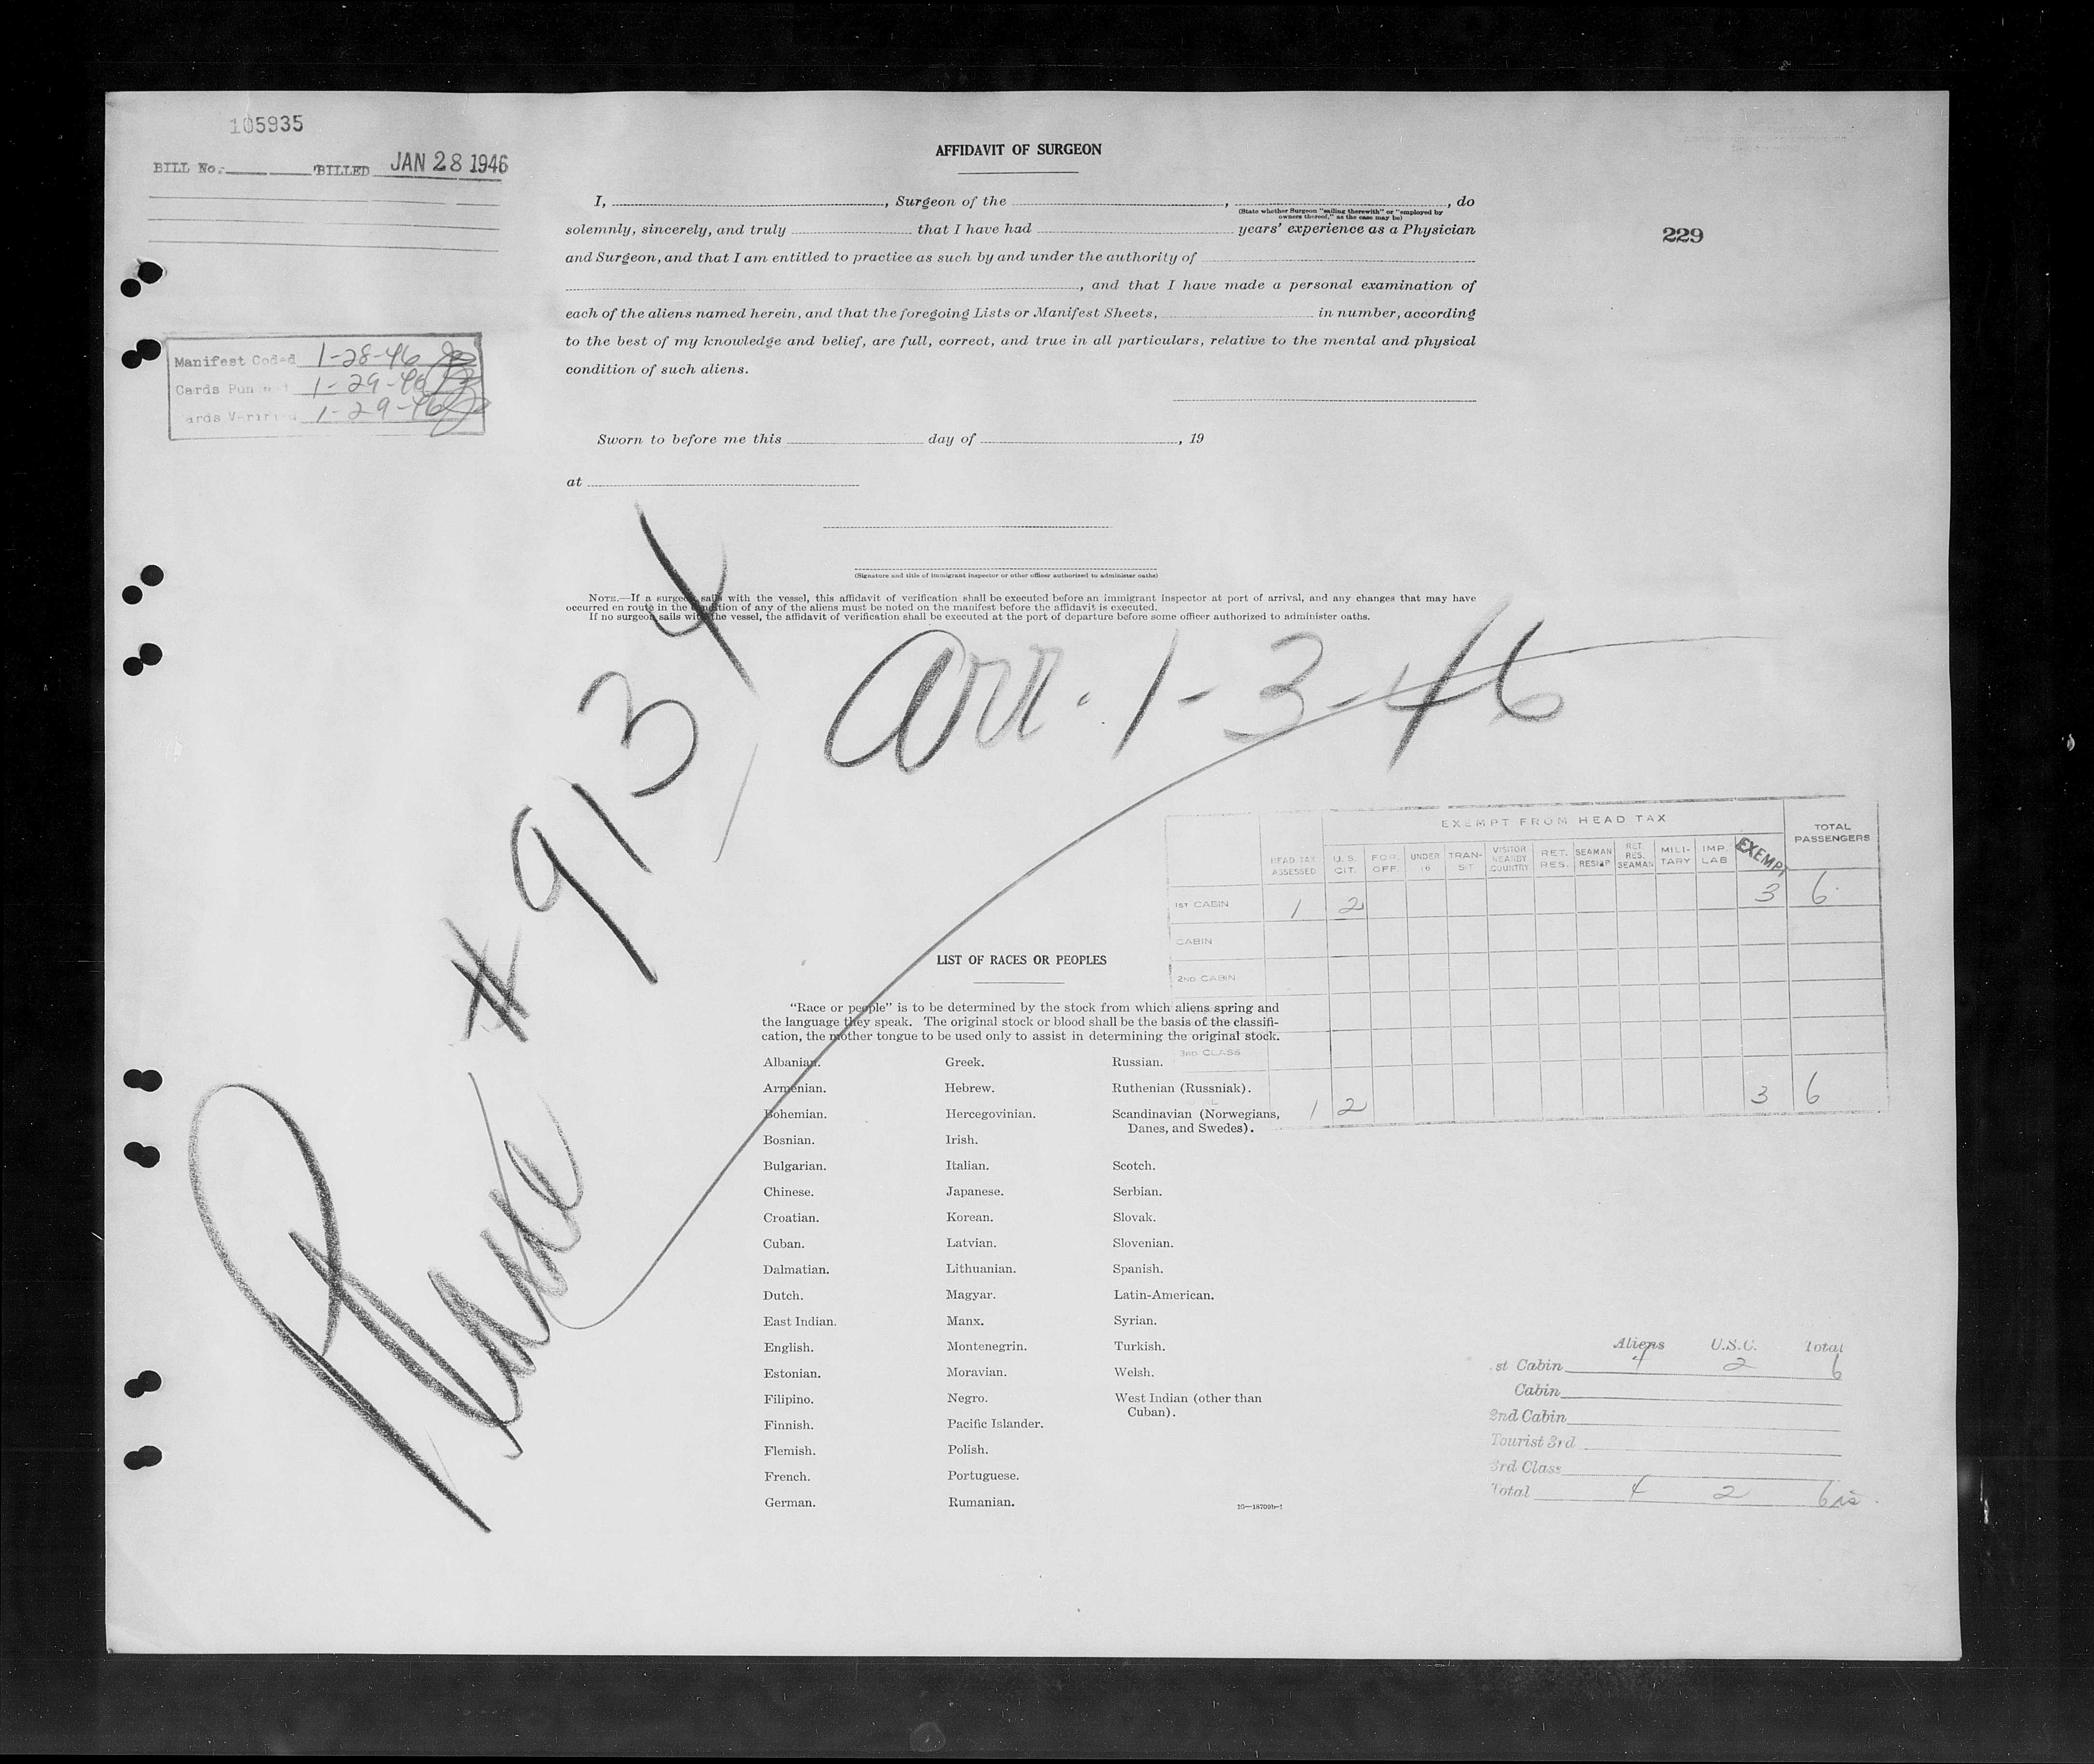 105935
BILL No. BILLED JAN 28 1946
AFFIDAVIT OF SURGEON
I, , Surgeon of the , , do
(State whether Surgeon "sailing therewith" or "employed by
owners thereof," as the case may be)
solemnly, sincerely, and truly that I have had years' experience as a Physician
and Surgeon, and that I am entitled to practice as such by and under the authority of
, and that I have made a personal examination of
each of the aliens named herein, and that the foregoing Lists or Manifest Sheets, in number, according
to the best of my knowledge and belief, are full, correct, and true in all particulars, relative to the mental and physical
condition of such aliens.
229
Manifest Coded 1-28-46
Cards 1-29-46
1-29-46
Sworn to before me this day of , 19
at
(Signature and title of immigrant inspector or other officer authorized to administer oaths)
NOTE.—If a surgeon sails with the vessel, this affidavit of verification shall be executed before an immigrant inspector at port of arrival, and any changes that may have
occurred en route in the condition of any of the aliens must be noted on the manifest before the affidavit is executed.
If no surgeon sails with the vessel, the affidavit of verification shall be executed at the port of departure before some officer authorized to administer oaths.
Plane # 9134
arr. 1-3-46
EXEMPT FROM HEAD TAX
HEAD TAX ASSESSED U.S. CIT. FOR. OFF. UNDER 16 TRANSIT VISITOR NEARBY COUNTRY RET. RES. SEAMAN RESHIP RET. RES. SEAMAN MILITARY IMP. LAB EXEMPT TOTAL PASSENGERS
1ST CABIN 1 2 3 6
CABIN
2ND CABIN
3RD CLASS
1 2 3 6
LIST OF RACES OR PEOPLES
"Race or people" is to be determined by the stock from which aliens spring and
the language they speak. The original stock or blood shall be the basis of the classifi-
cation, the mother tongue to be used only to assist in determining the original stock.
Albanian.
Armenian.
Bohemian.
Bosnian.
Bulgarian.
Chinese.
Croatian.
Cuban.
Dalmatian.
Dutch.
East Indian.
English.
Estonian.
Filipino.
Finnish.
Flemish.
French.
German.
Greek.
Hebrew.
Hercegovinian.
Irish.
Italian.
Japanese.
Korean.
Latvian.
Lithuanian.
Magyar.
Manx.
Montenegrin.
Moravian.
Negro.
Pacific Islander.
Polish.
Portuguese.
Rumanian.
Russian.
Ruthenian (Russniak).
Scandinavian (Norwegians,
Danes, and Swedes).
Scotch.
Serbian.
Slovak.
Slovenian.
Spanish.
Latin-American.
Syrian.
Turkish.
Welsh.
West Indian (other than
Cuban).
16—18700b-1
Aliens U.S.C. Total
st Cabin 4 2 6
Cabin
2nd Cabin
Tourist 3rd
3rd Class
Total 4 2 6